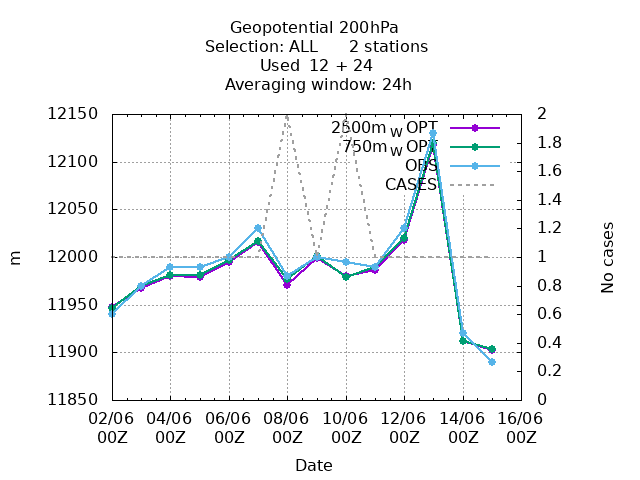 Geopotential 200hPa
Selection: ALL 2 stations
Used 12 + 24
Averaging window: 24h
12150
12100
12050
12000
11950
11900
11850
m
2500m W OPT
750m W OPT
OBS
CASES
2
1.8
1.6
1.4
1.2
1
0.8
0.6
0.4
0.2
0
No cases
02/06 04/06 06/06 08/06 10/06 12/06 14/06 16/06
00Z 00Z 00Z 00Z 00Z 00Z 00Z 00Z
Date